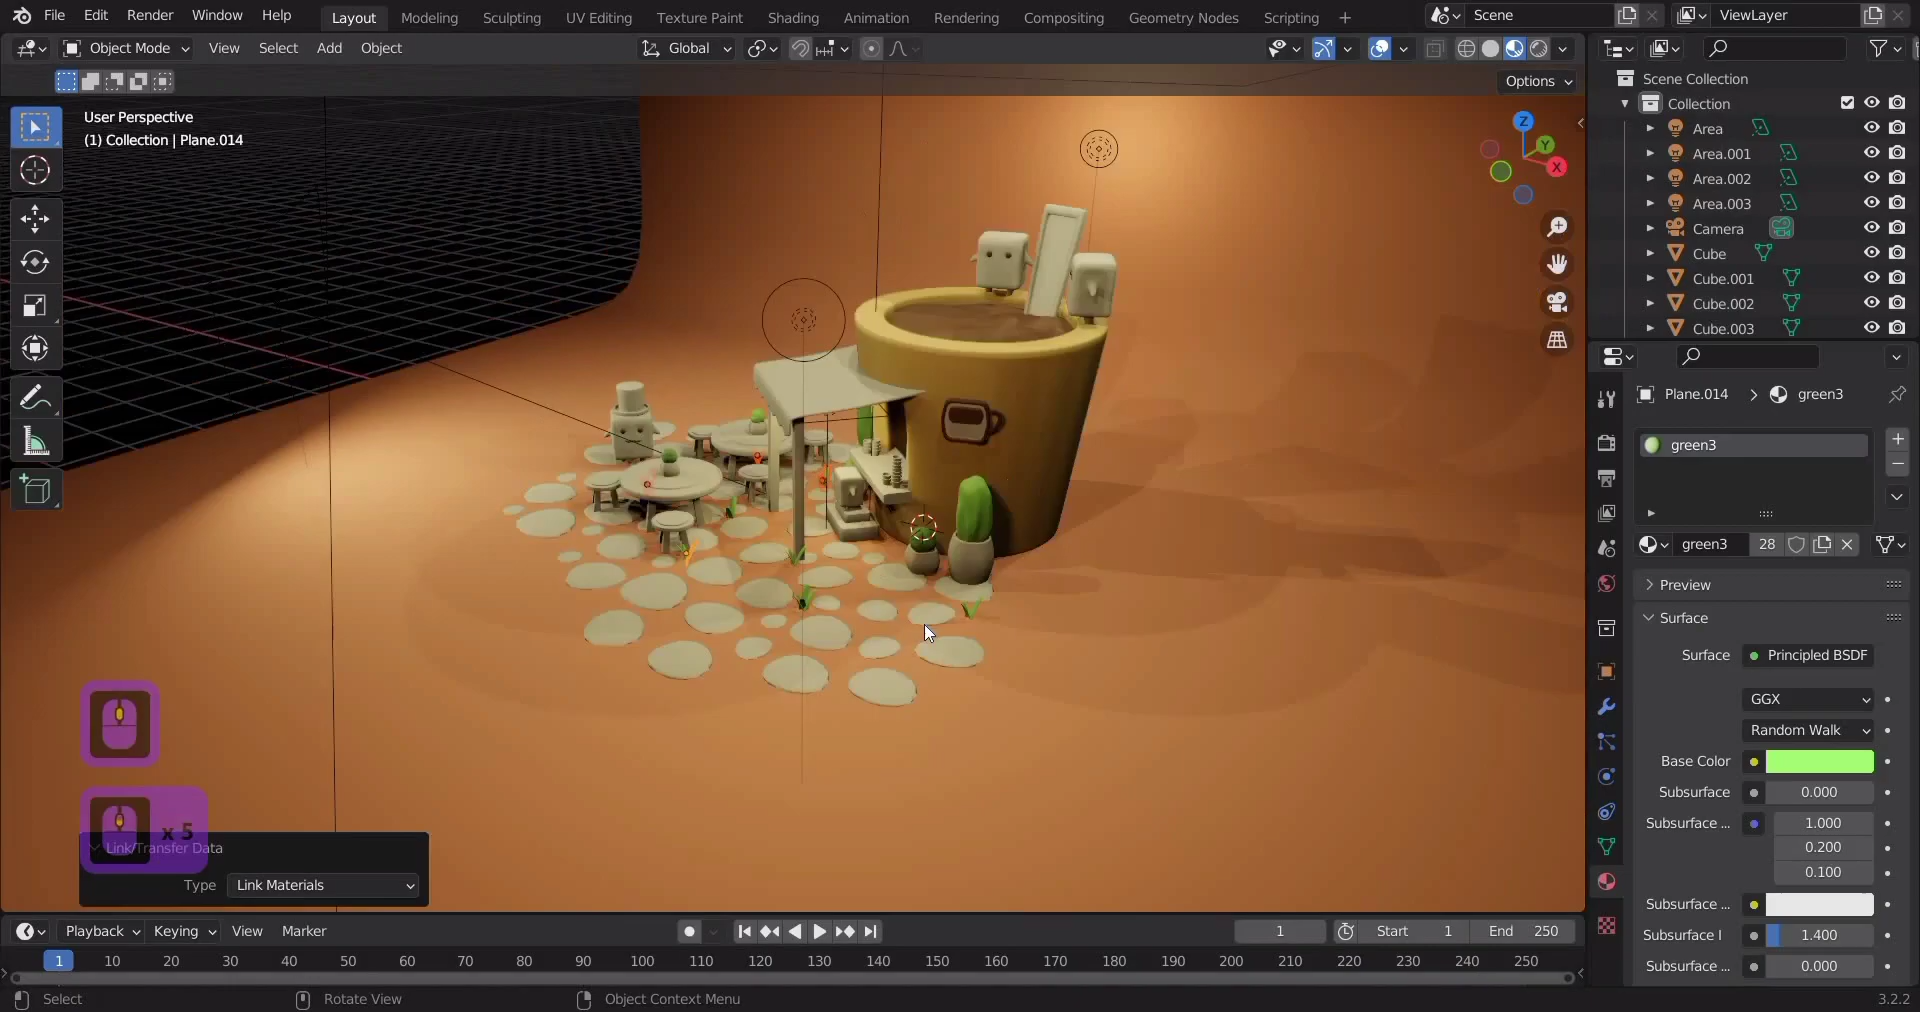 File Edit Render Window Help Layout Modeling Sculpting UV Editing Texture Paint Shading Animation Rendering Compositing Geometry Nodes Scripting + Scene ViewLayer
Object Mode View Select Add Object Global
Options
User Perspective
(1) Collection | Plane.014
Z
Y
X
Scene Collection
Collection
Area
Area.001
Area.002
Area.003
Camera
Cube
Cube.001
Cube.002
Cube.003
Plane.014 > green3
green3
green3 28
Preview
Surface
Surface Principled BSDF
GGX
Random Walk
Base Color
Subsurface 0.000
Subsurface ... 1.000
0.200
0.100
Subsurface ...
Subsurface I 1.400
Subsurface ... 0.000
x 5
Link/Transfer Data
Type Link Materials
Playback Keying View Marker 1 Start 1 End 250
1 10 20 30 40 50 60 70 80 90 100 110 120 130 140 150 160 170 180 190 200 210 220 230 240 250
Select Rotate View Object Context Menu 3.2.2